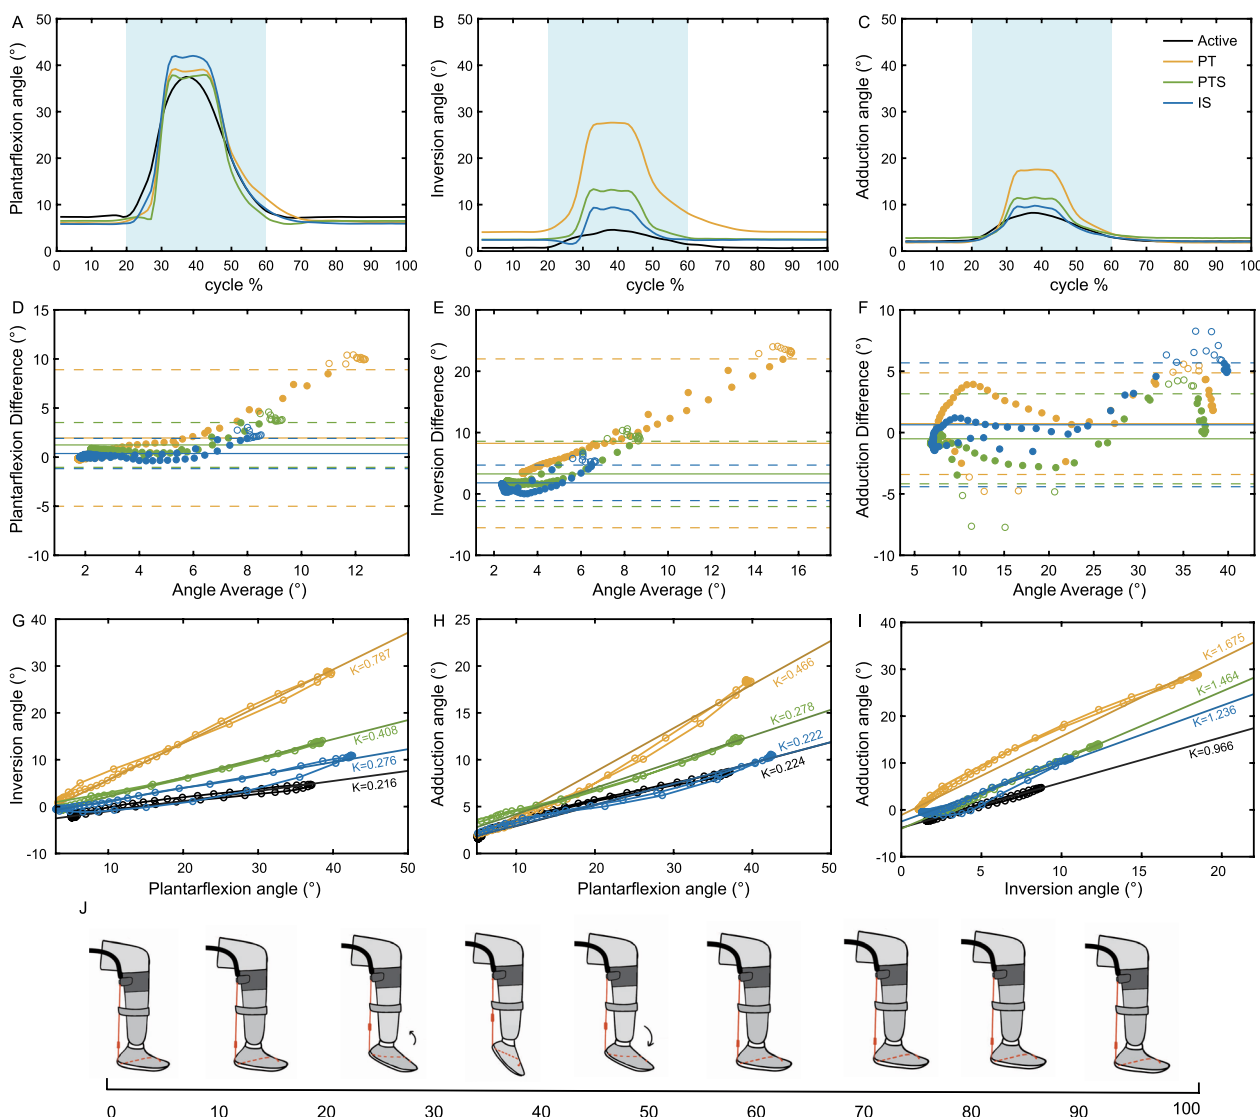 A
Plantarflexion angle (°)
50
40
30
20
10
0
0 10 20 30 40 50 60 70 80 90 100
cycle %
B
Inversion angle (°)
50
40
30
20
10
0
0 10 20 30 40 50 60 70 80 90 100
cycle %
C
Adduction angle (°)
50
40
30
20
10
0
0 10 20 30 40 50 60 70 80 90 100
cycle %
Active
PT
PTS
IS
D
Plantarflexion Difference (°)
15
10
5
0
-5
-10
2 4 6 8 10 12
Angle Average (°)
E
Inversion Difference (°)
30
20
10
0
-10
2 4 6 8 10 12 14 16
Angle Average (°)
F
Adduction Difference (°)
10
5
0
-5
-10
5 10 15 20 25 30 35 40
Angle Average (°)
G
Inversion angle (°)
40
30
20
10
0
-10
10 20 30 40 50
Plantarflexion angle (°)
K=0.787
K=0.408
K=0.276
K=0.216
H
Adduction angle (°)
25
20
15
10
5
0
10 20 30 40 50
Plantarflexion angle (°)
K=0.466
K=0.278
K=0.222
K=0.224
I
Adduction angle (°)
40
30
20
10
0
-10
0 5 10 15 20
Inversion angle (°)
K=1.675
K=1.464
K=1.236
K=0.966
J
0 10 20 30 40 50 60 70 80 90 100